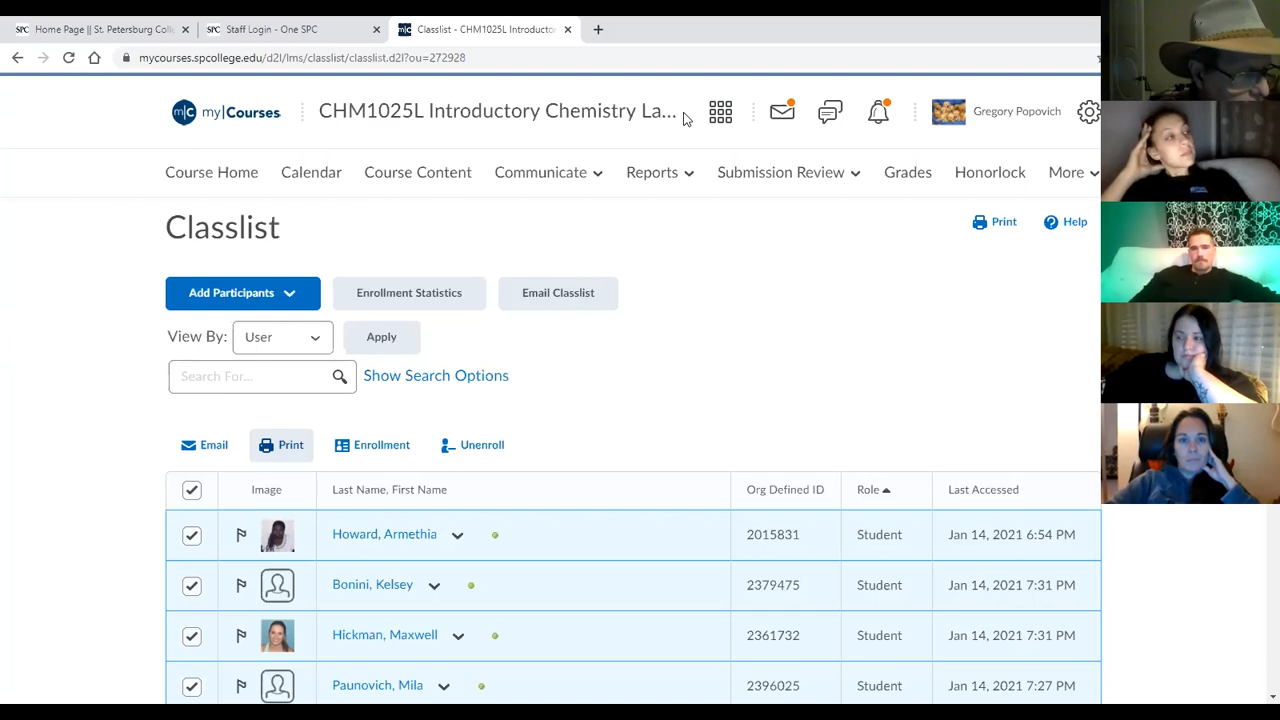 Home Page || St. Petersburg Coll
Staff Login - One SPC
Classlist - CHM1025L Introducto
mycourses.spcollege.edu/d2l/lms/classlist/classlist.d2l?ou=272928
m|C my|Courses
CHM1025L Introductory Chemistry La...
Gregory Popovich
Course Home Calendar Course Content Communicate Reports Submission Review Grades Honorlock More
Classlist
Print Help
Add Participants Enrollment Statistics Email Classlist
View By: User Apply
Search For... Show Search Options
Email Print Enrollment Unenroll
Image Last Name, First Name Org Defined ID Role Last Accessed
Howard, Armethia 2015831 Student Jan 14, 2021 6:54 PM
Bonini, Kelsey 2379475 Student Jan 14, 2021 7:31 PM
Hickman, Maxwell 2361732 Student Jan 14, 2021 7:31 PM
Paunovich, Mila 2396025 Student Jan 14, 2021 7:27 PM